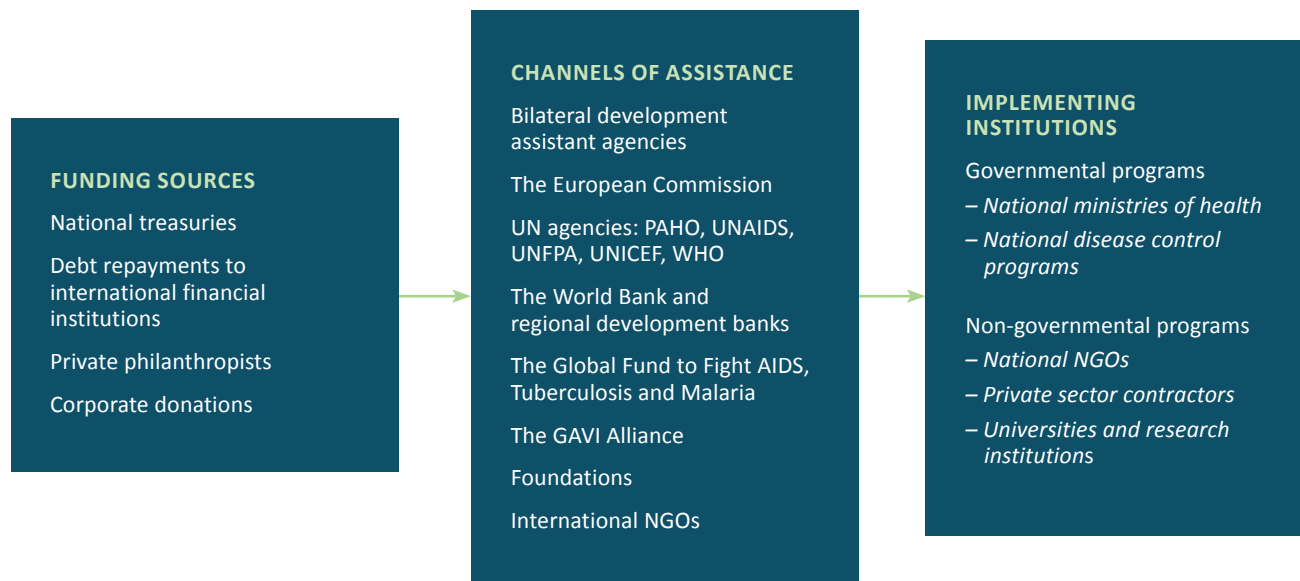 FUNDING SOURCES
National treasuries
Debt repayments to
international financial
institutions
Private philanthropists
Corporate donations
CHANNELS OF ASSISTANCE
Bilateral development
assistant agencies
The European Commission
UN agencies: PAHO, UNAIDS,
UNFPA, UNICEF, WHO
The World Bank and
regional development banks
The Global Fund to Fight AIDS,
Tuberculosis and Malaria
The GAVI Alliance
Foundations
International NGOs
IMPLEMENTING
INSTITUTIONS
Governmental programs
– National ministries of health
– National disease control
programs
Non-governmental programs
– National NGOs
– Private sector contractors
– Universities and research
institutions